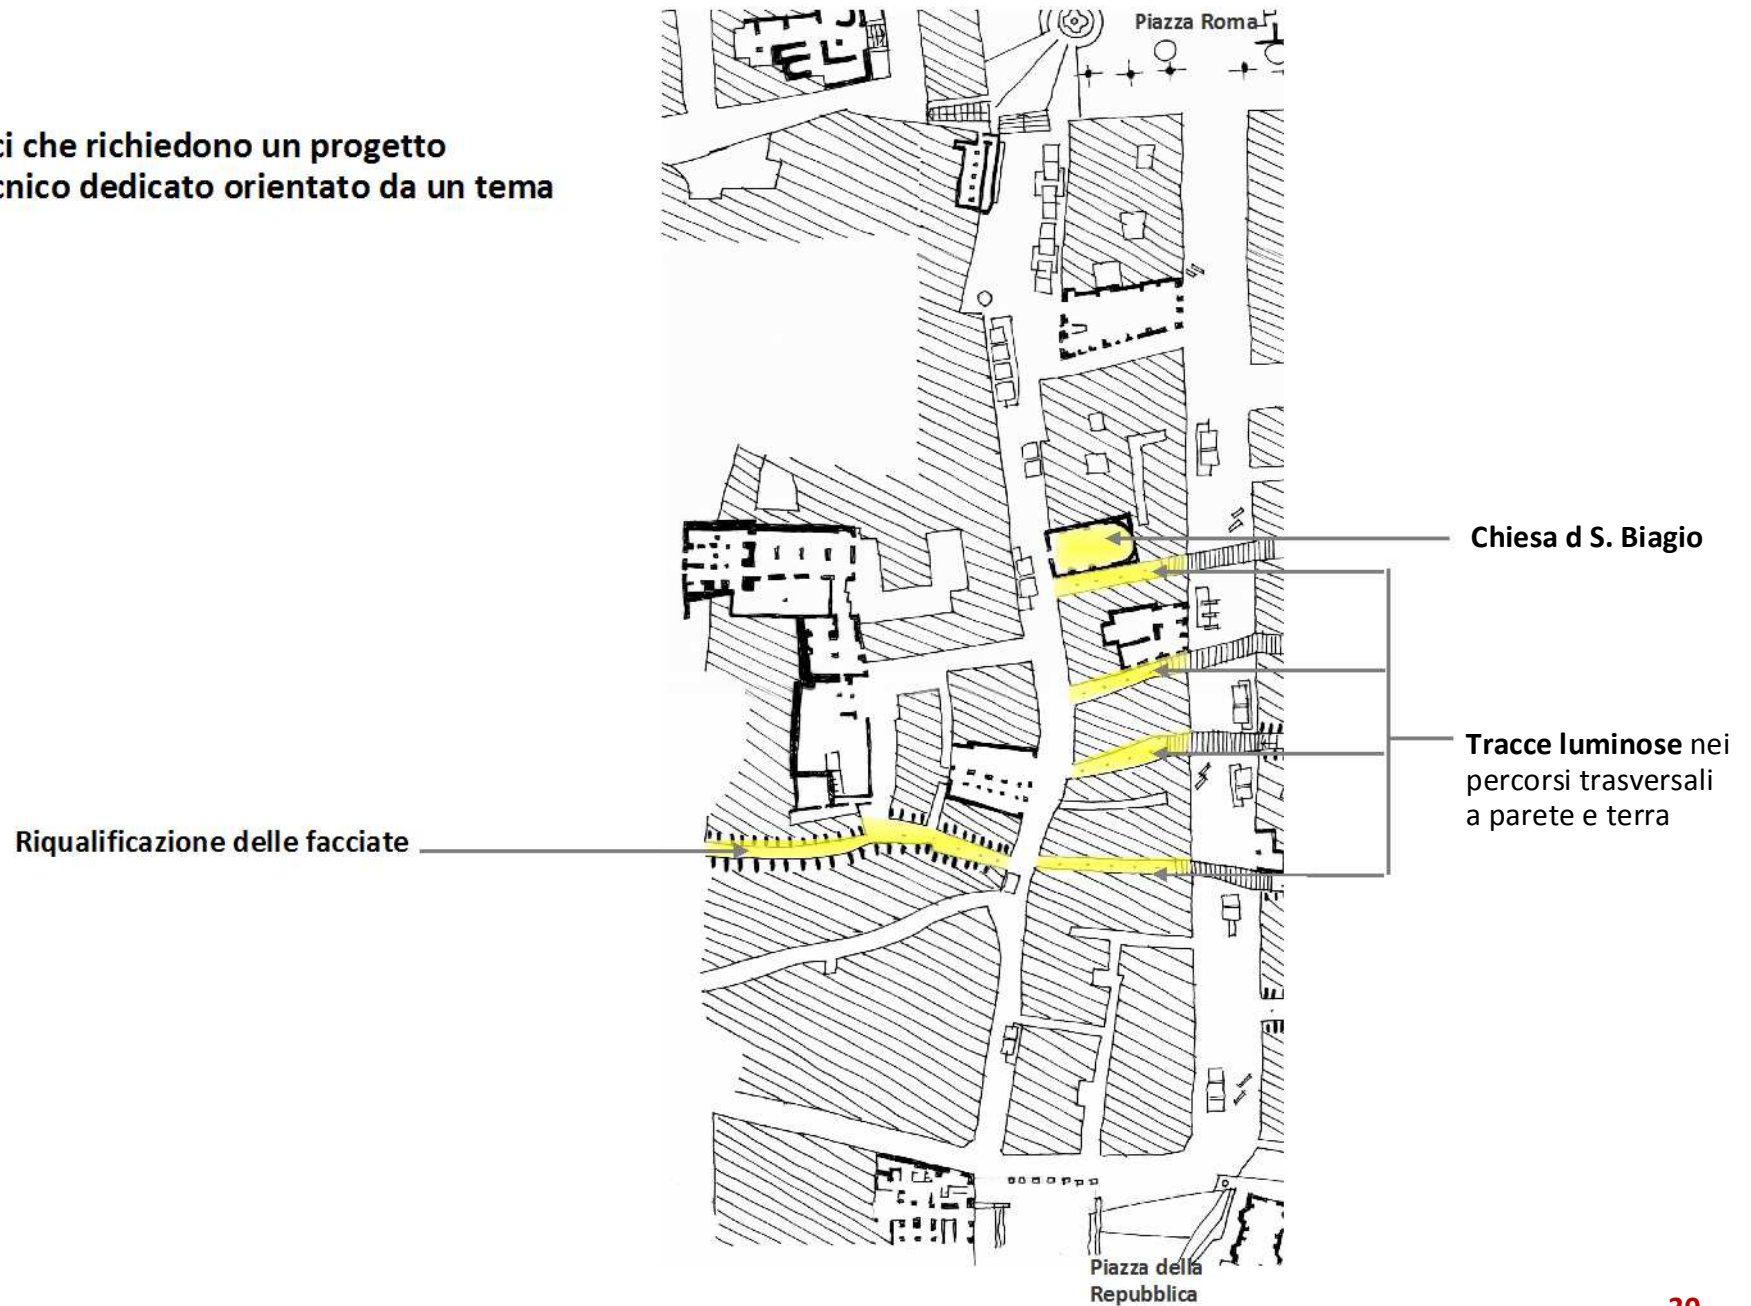 Piazza Roma
ci che richiedono un progetto
cnico dedicato orientato da un tema
Chiesa d S. Biagio
Tracce luminose nei
percorsi trasversali
a parete e terra
Riqualificazione delle facciate
Piazza della
Repubblica